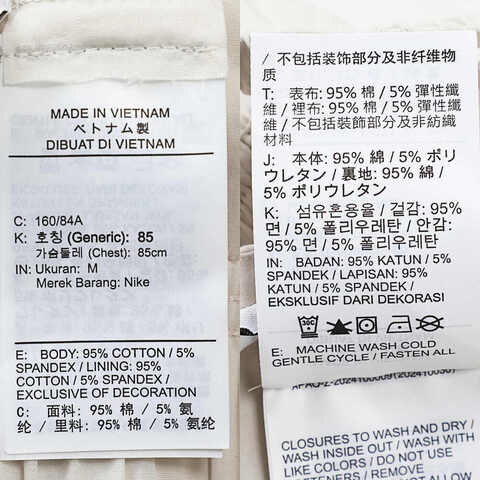 MADE IN VIETNAM
ベトナム製
DIBUAT DI VIETNAM
C: 160/84A
K: 호칭 (Generic): 85
가슴둘레 (Chest): 85cm
IN: Ukuran: M
Merek Barang: Nike
E: BODY: 95% COTTON / 5%
SPANDEX / LINING: 95%
COTTON / 5% SPANDEX /
EXCLUSIVE OF DECORATION
C: 面料: 95% 棉 / 5% 氨
纶 / 里料: 95% 棉 / 5% 氨纶
/ 不包括装饰部分及非纤维物
质
T: 表布: 95% 棉 / 5% 彈性纖
維 / 裡布: 95% 棉 / 5% 彈性纖
維 / 不包括裝飾部分及非紡織
材料
J: 本体: 95% 綿 / 5% ポリ
ウレタン / 裏地: 95% 綿 /
5% ポリウレタン
K: 섬유혼용율 / 겉감: 95%
면 / 5% 폴리우레탄 / 안감: 95%
면 / 5% 폴리우레탄
IN: BADAN: 95% KATUN / 5%
SPANDEK / LAPISAN: 95%
KATUN / 5% SPANDEK /
EKSKLUSIF DARI DEKORASI
30C
E: MACHINE WASH COLD
GENTLE CYCLE / FASTEN ALL
CLOSURES TO WASH AND DRY /
WASH INSIDE OUT / WASH WITH
LIKE COLORS / DO NOT USE
SOFTENERS / REMOVE